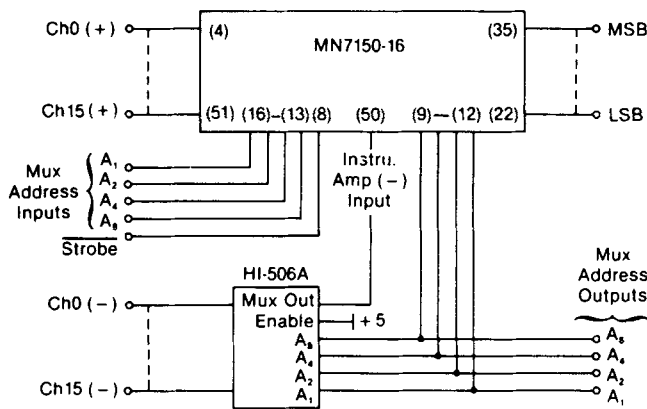 Ch0 (+)
(4)
(35)
MSB
MN7150-16
Ch15 (+)
(51)
(16)–(13)
(8)
(50)
(9)—(12)
(22)
LSB
Mux
Address
Inputs
A₁
A₂
A₄
A₈
Strobe
Instru.
Amp (–)
Input
HI-506A
Ch0 (–)
Mux Out
Enable
+ 5
A₈
A₄
A₂
A₁
Ch15 (–)
Mux
Address
Outputs
A₈
A₄
A₂
A₁